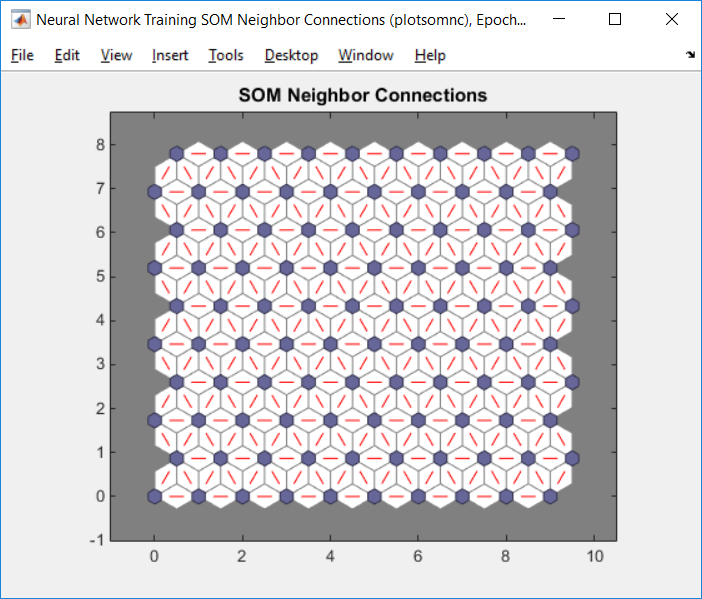 Neural Network Training SOM Neighbor Connections (plotsomnc), Epoch...
File Edit View Insert Tools Desktop Window Help
SOM Neighbor Connections
8
7
6
5
4
3
2
1
0
-1
0 2 4 6 8 10